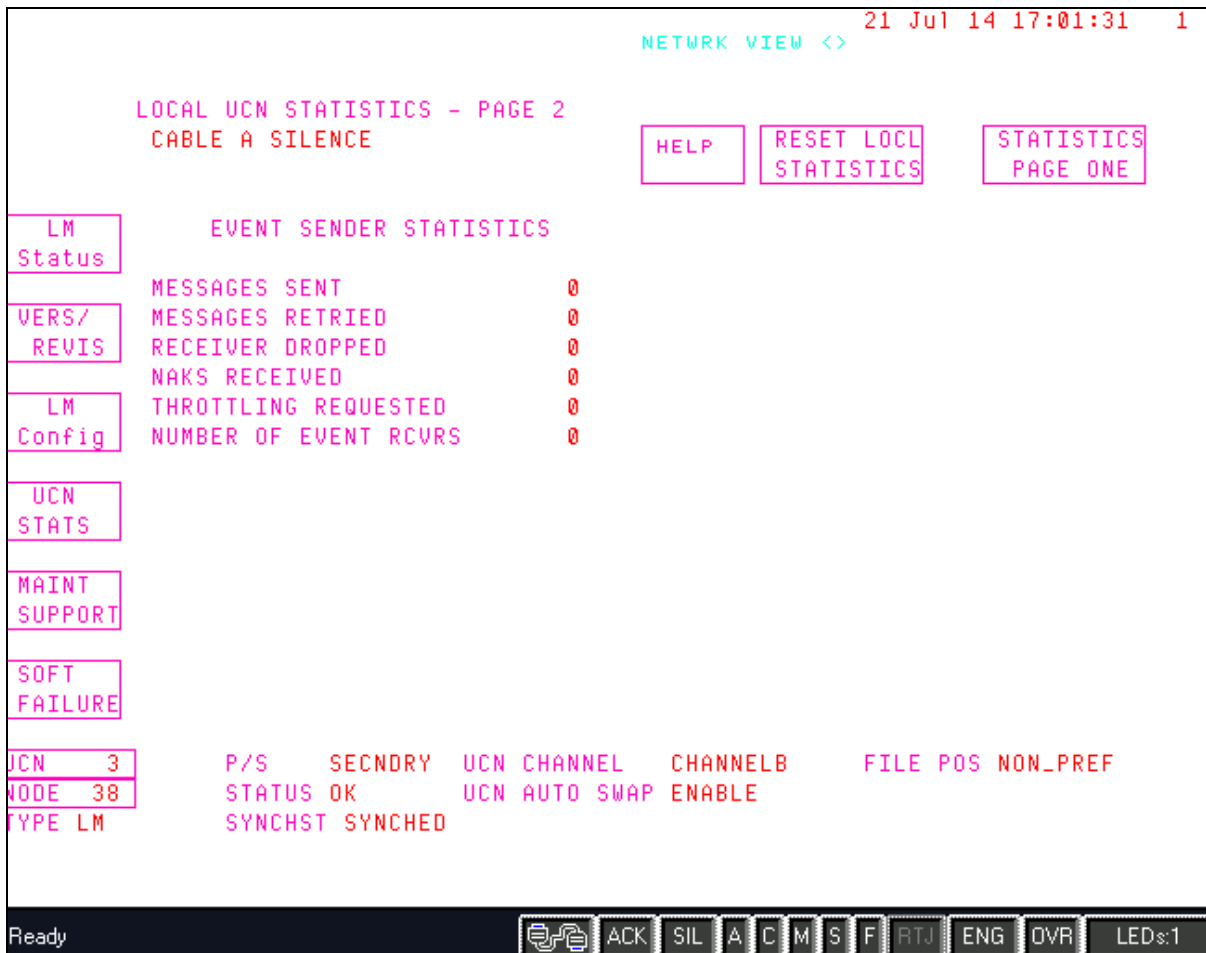 21 Jul 14 17:01:31 1
NETWRK VIEW <>
LOCAL UCN STATISTICS - PAGE 2
CABLE A SILENCE
HELP
RESET LOCL
STATISTICS
STATISTICS
PAGE ONE
LM
Status
EVENT SENDER STATISTICS
MESSAGES SENT 0
VERS/
REVIS
MESSAGES RETRIED 0
RECEIVER DROPPED 0
NAKS RECEIVED 0
LM
Config
THROTTLING REQUESTED 0
NUMBER OF EVENT RCVRS 0
UCN
STATS
MAINT
SUPPORT
SOFT
FAILURE
UCN 3 P/S SECNDRY UCN CHANNEL CHANNELB FILE POS NON_PREF
NODE 38 STATUS OK UCN AUTO SWAP ENABLE
TYPE LM SYNCHST SYNCHED
Ready ACK SIL A C M S F RTJ ENG OVR LEDs:1